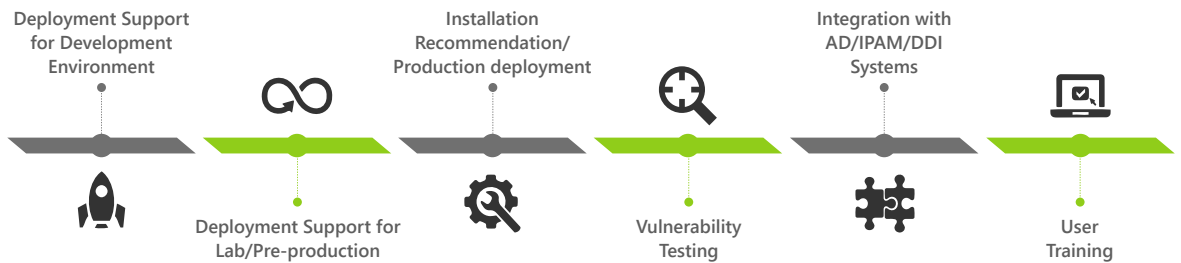 Deployment Support
for Development
Environment
Deployment Support for
Lab/Pre-production
Installation
Recommendation/
Production deployment
Vulnerability
Testing
Integration with
AD/IPAM/DDI
Systems
User
Training